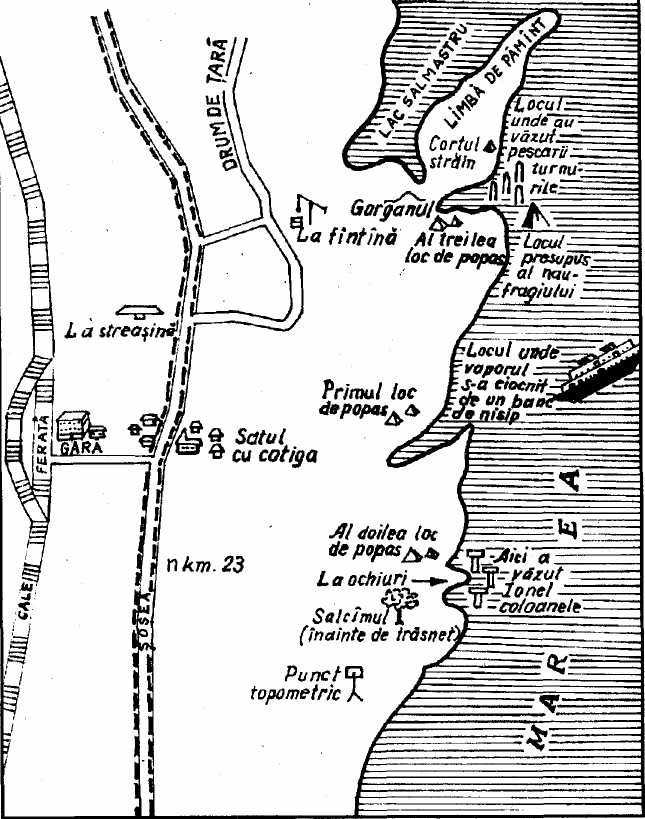 LAC SALMASTRU
LIMBĂ DE PĂMÎNT
DRUM DE ȚARĂ
Locul
unde au
văzut
pescarii
turnu-
rile
Cortul
străin
Gorganul
La fîntînă
Al treilea
loc de popas
Locul
presupus
al nau-
fragiului
La streașină
Locul unde
vaporul
s-a ciocnit
de un banc
de nisip
Primul loc
de popas
GARA
FERATĂ
CALE
Satul
cu cotiga
ȘOSEA
n km. 23
Al doilea loc
de popas
La ochiuri
Aici a
văzut
Ionel
coloanele
Salcîmul
(înainte de trăsnet)
Punct
topometric
MAREA